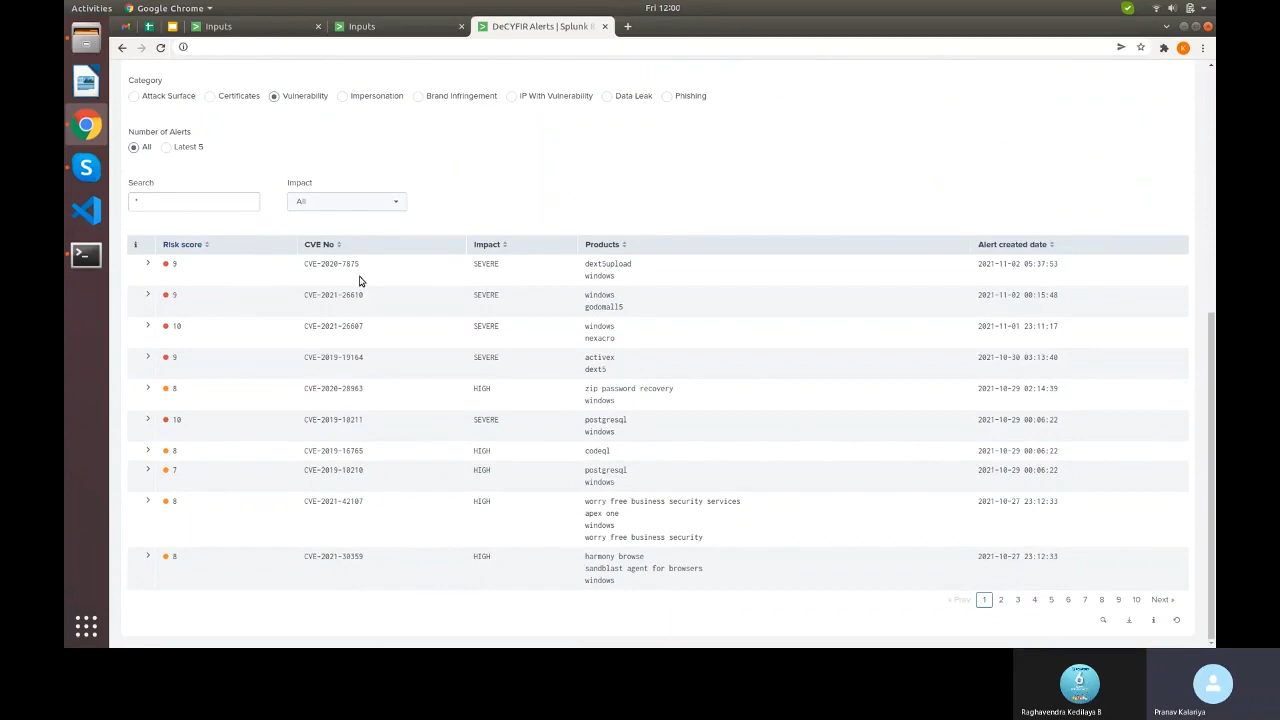 Activities
Google Chrome
Fri 12:00
Inputs
Inputs
DeCYFIR Alerts | Splunk
Category
Attack Surface
Certificates
Vulnerability
Impersonation
Brand Infringement
IP With Vulnerability
Data Leak
Phishing
Number of Alerts
All
Latest 5
Search
Impact
*
All
i Risk score CVE No Impact Products Alert created date
9 CVE-2020-7875 SEVERE dext5upload 2021-11-02 05:37:53
windows
9 CVE-2021-26610 SEVERE windows 2021-11-02 00:15:48
godomall5
10 CVE-2021-26607 SEVERE windows 2021-11-01 23:11:17
nexacro
9 CVE-2019-19164 SEVERE activex 2021-10-30 03:13:40
dext5
8 CVE-2020-28963 HIGH zip password recovery 2021-10-29 02:14:39
windows
10 CVE-2019-10211 SEVERE postgresql 2021-10-29 00:06:22
windows
8 CVE-2019-16765 HIGH codeql 2021-10-29 00:06:22
7 CVE-2019-10210 HIGH postgresql 2021-10-29 00:06:22
windows
8 CVE-2021-42107 HIGH worry free business security services 2021-10-27 23:12:33
apex one
windows
worry free business security
8 CVE-2021-30359 HIGH harmony browse 2021-10-27 23:12:33
sandblast agent for browsers
windows
« Prev 1 2 3 4 5 6 7 8 9 10 Next »
Raghavendra Kedilaya B
Pranav Kalariya